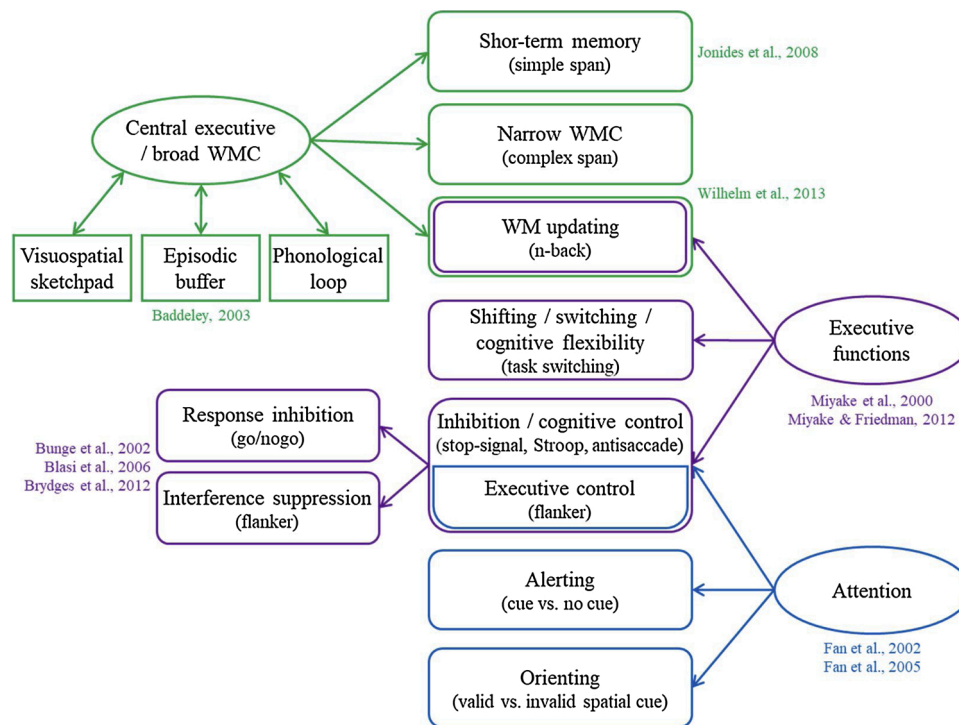 Shor-term memory
(simple span)
Jonides et al., 2008
Central executive
/ broad WMC
Narrow WMC
(complex span)
Wilhelm et al., 2013
WM updating
(n-back)
Visuospatial
sketchpad
Episodic
buffer
Phonological
loop
Baddeley, 2003
Shifting / switching /
cognitive flexibility
(task switching)
Executive
functions
Miyake et al., 2000
Miyake & Friedman, 2012
Response inhibition
(go/nogo)
Bunge et al., 2002
Blasi et al., 2006
Brydges et al., 2012
Interference suppression
(flanker)
Inhibition / cognitive control
(stop-signal, Stroop, antisaccade)
Executive control
(flanker)
Alerting
(cue vs. no cue)
Attention
Fan et al., 2002
Fan et al., 2005
Orienting
(valid vs. invalid spatial cue)